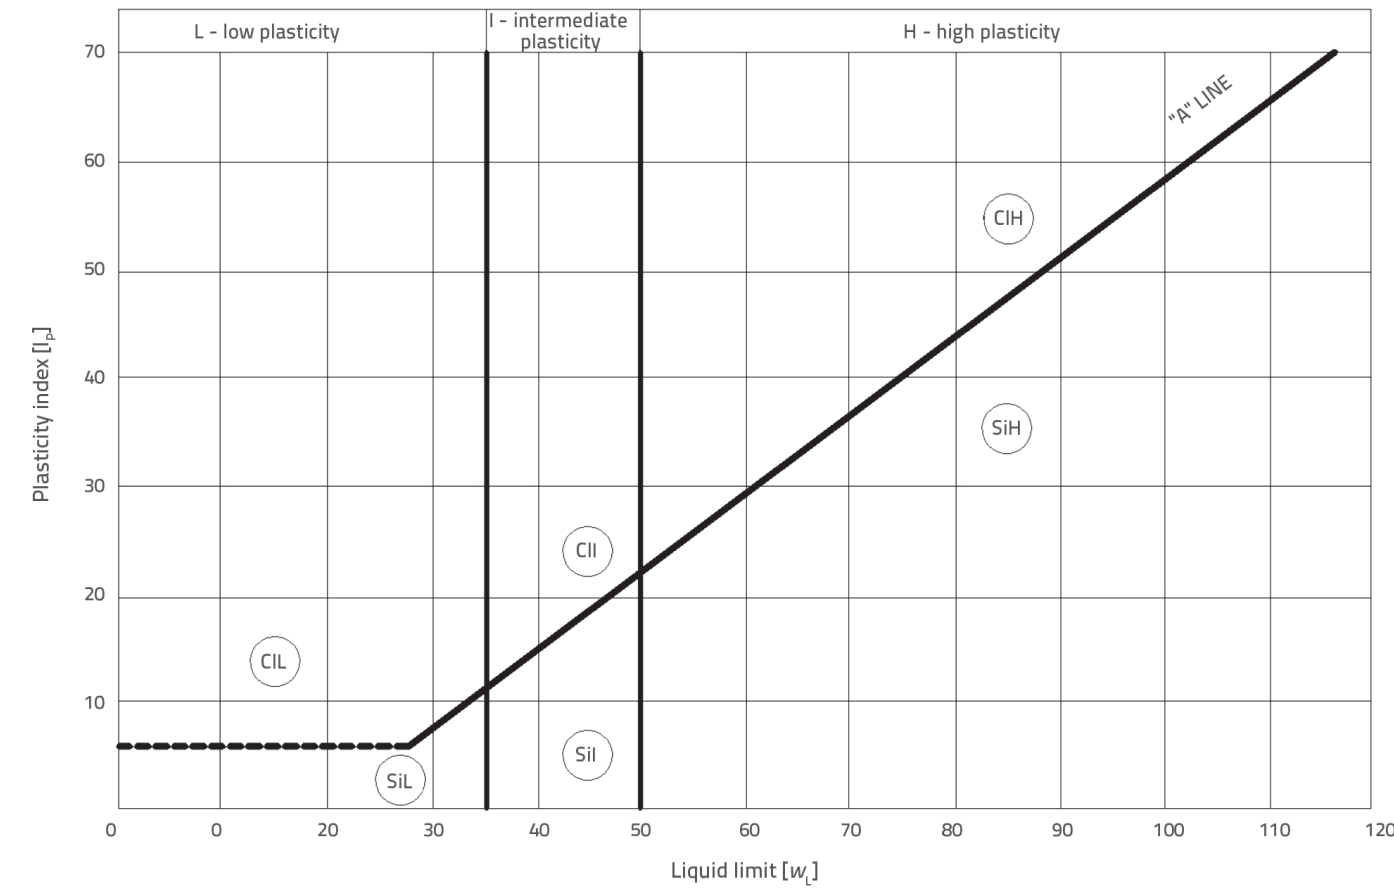 L - low plasticity
I - intermediate
plasticity
H - high plasticity
70
"A" LINE
60
ClH
50
40
SiH
30
ClI
20
ClL
10
SiI
SiL
0 0 20 30 40 50 60 70 80 90 100 110 120
Plasticity index [IP]
Liquid limit [wL]